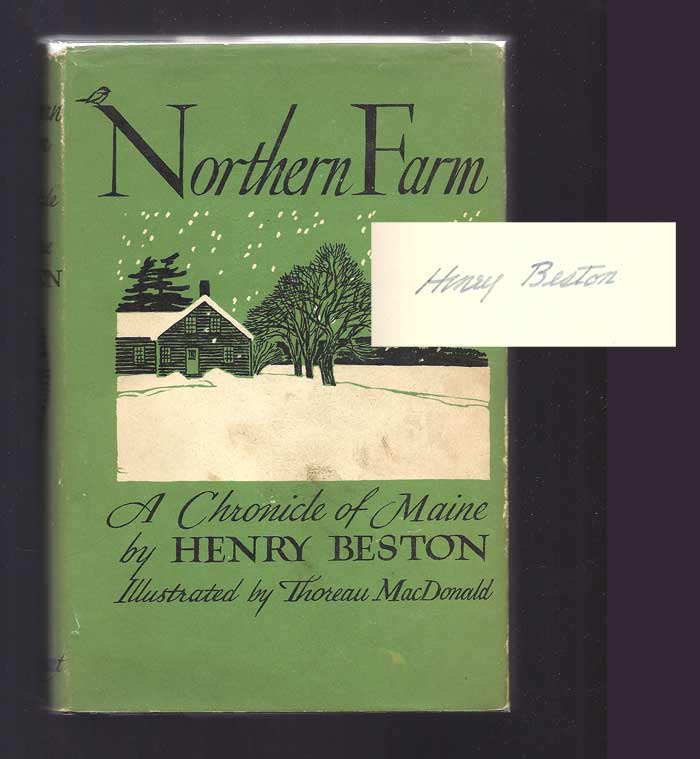 Northern Farm
Henry Beston
A Chronicle of Maine
by HENRY BESTON
Illustrated by Thoreau MacDonald